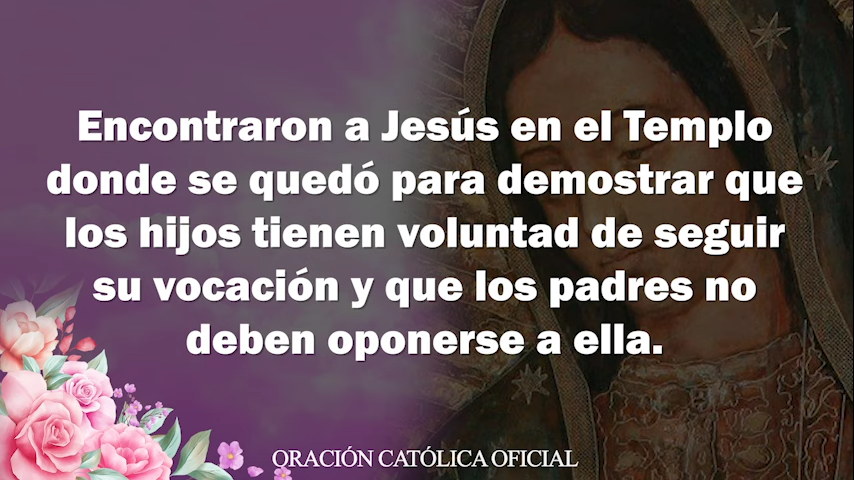 Encontraron a Jesús en el Templo
donde se quedó para demostrar que
los hijos tienen voluntad de seguir
su vocación y que los padres no
deben oponerse a ella.
ORACIÓN CATÓLICA OFICIAL